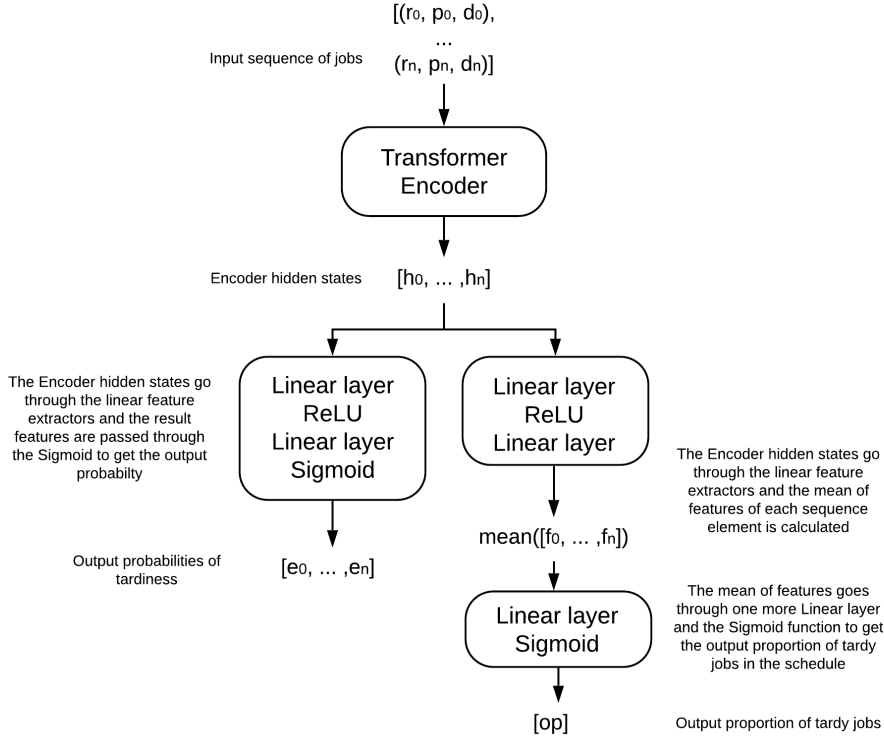 [(r0, p0, d0),
...
Input sequence of jobs
(rn, pn, dn)]
Transformer
Encoder
Encoder hidden states
[h0, ... ,hn]
The Encoder hidden states go
through the linear feature
extractors and the result
features are passed through
the Sigmoid to get the output
probabilty
Linear layer
ReLU
Linear layer
Sigmoid
Linear layer
ReLU
Linear layer
The Encoder hidden states go
through the linear feature
extractors and the mean of
features of each sequence
element is calculated
mean([f0, ... ,fn])
Output probabilities of
tardiness
[e0, ... ,en]
Linear layer
Sigmoid
The mean of features goes
through one more Linear layer
and the Sigmoid function to get
the output proportion of tardy
jobs in the schedule
[op]
Output proportion of tardy jobs